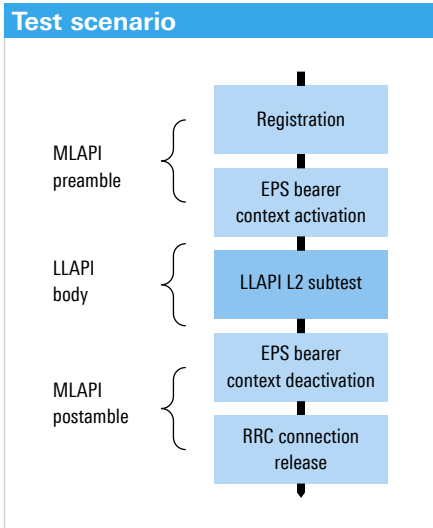 Test scenario
MLAPI
preamble
Registration
EPS bearer
context activation
LLAPI
body
LLAPI L2 subtest
MLAPI
postamble
EPS bearer
context deactivation
RRC connection
release